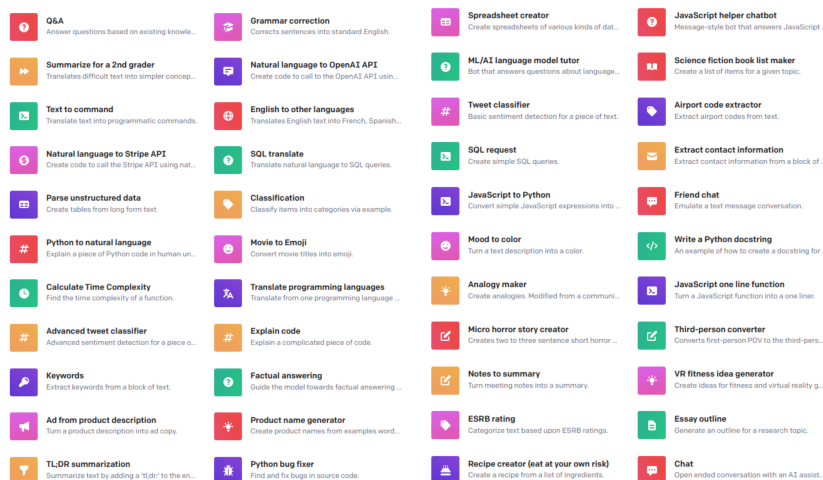 Q&A
Answer questions based on existing knowle...
Grammar correction
Corrects sentences into standard English.
Summarize for a 2nd grader
Translates difficult text into simpler concep...
Natural language to OpenAI API
Create code to call to the OpenAI API usin...
Text to command
Translate text into programmatic commands.
English to other languages
Translates English text into French, Spanish...
Natural language to Stripe API
Create code to call the Stripe API using nat...
SQL translate
Translate natural language to SQL queries.
Parse unstructured data
Create tables from long form text
Classification
Classify items into categories via example.
Python to natural language
Explain a piece of Python code in human un...
Movie to Emoji
Convert movie titles into emoji.
Calculate Time Complexity
Find the time complexity of a function.
Translate programming languages
Translate from one programming language ...
Advanced tweet classifier
Advanced sentiment detection for a piece o...
Explain code
Explain a complicated piece of code.
Keywords
Extract keywords from a block of text.
Factual answering
Guide the model towards factual answering ...
Ad from product description
Turn a product description into ad copy.
Product name generator
Create product names from examples word...
TL;DR summarization
Summarize text by adding a 'tl;dr:' to the en...
Python bug fixer
Find and fix bugs in source code.
Spreadsheet creator
Create spreadsheets of various kinds of dat...
JavaScript helper chatbot
Message-style bot that answers JavaScript ..
ML/AI language model tutor
Bot that answers questions about language...
Science fiction book list maker
Create a list of items for a given topic.
Tweet classifier
Basic sentiment detection for a piece of text.
Airport code extractor
Extract airport codes from text.
SQL request
Create simple SQL queries.
Extract contact information
Extract contact information from a block of .
JavaScript to Python
Convert simple JavaScript expressions into ...
Friend chat
Emulate a text message conversation.
Mood to color
Turn a text description into a color.
Write a Python docstring
An example of how to create a docstring for .
Analogy maker
Create analogies. Modified from a communi...
JavaScript one line function
Turn a JavaScript function into a one liner.
Micro horror story creator
Creates two to three sentence short horror ...
Third-person converter
Converts first-person POV to the third-pers..
Notes to summary
Turn meeting notes into a summary.
VR fitness idea generator
Create ideas for fitness and virtual reality g..
ESRB rating
Categorize text based upon ESRB ratings.
Essay outline
Generate an outline for a research topic.
Recipe creator (eat at your own risk)
Create a recipe from a list of ingredients.
Chat
Open ended conversation with an AI assist..